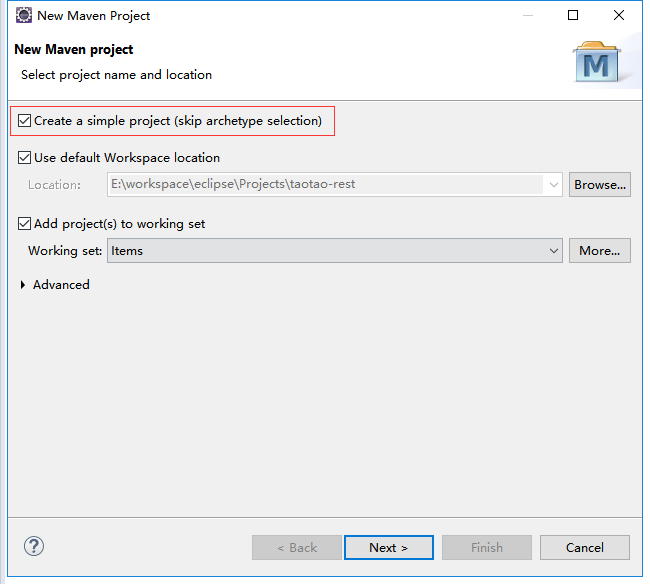 New Maven Project
New Maven project
Select project name and location
M
Create a simple project (skip archetype selection)
Use default Workspace location
Location: E:\workspace\eclipse\Projects\taotao-rest Browse...
Add project(s) to working set
Working set: Items More...
Advanced
? < Back Next > Finish Cancel